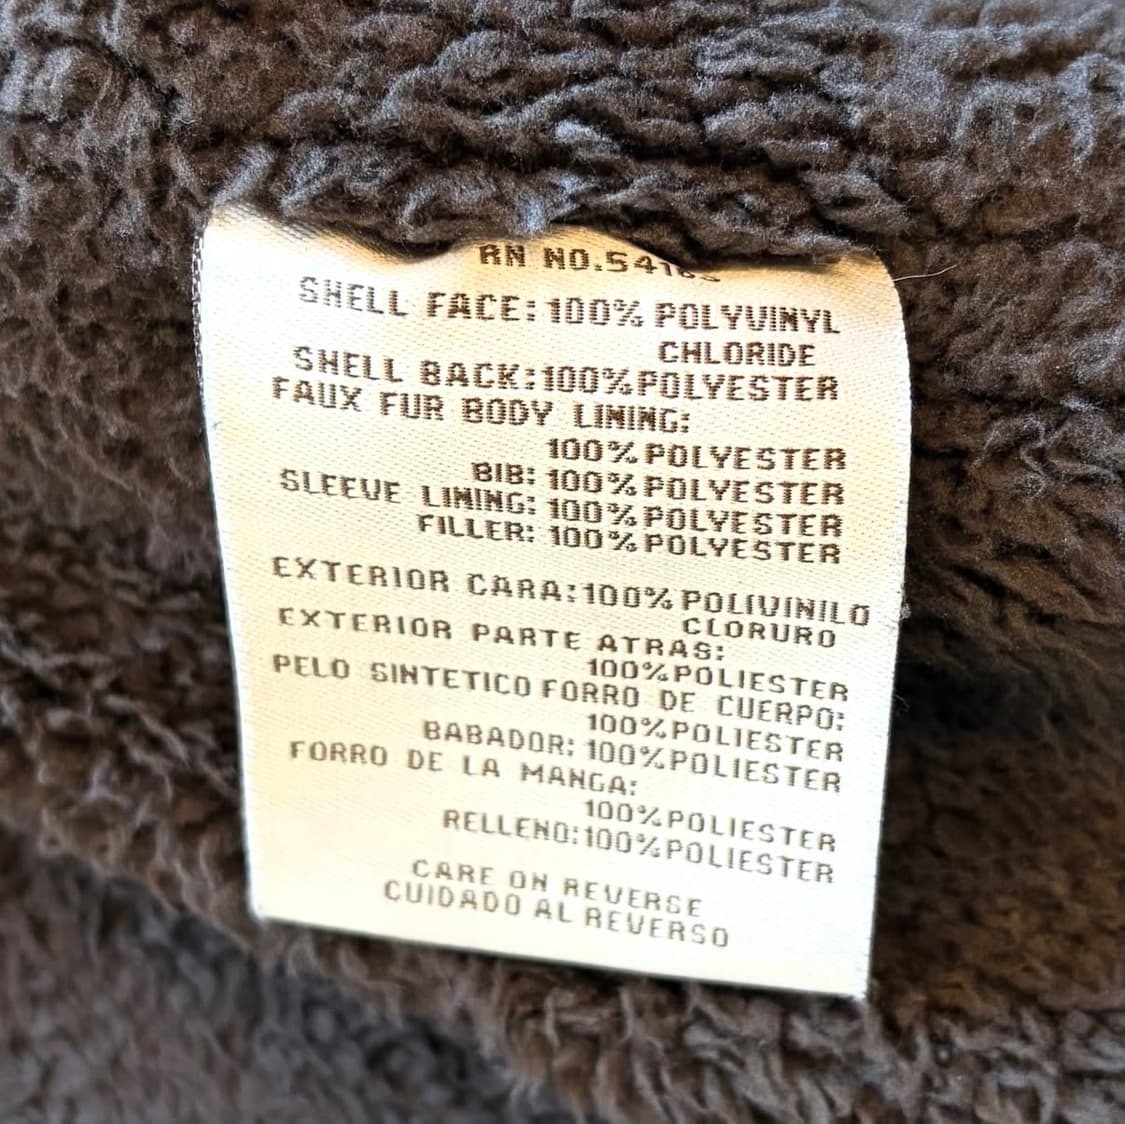 RN NO.
SHELL FACE:100% POLYVINYL
CHLORIDE
SHELL BACK:100%POLYESTER
FAUX FUR BODY LINING:
100%POLYESTER
BIB: 100%POLYESTER
SLEEVE LINING: 100%POLYESTER
FILLER: 100%POLYESTER
EXTERIOR CARA:100% POLIVINILO
CLORURO
EXTERIOR PARTE ATRAS:
100%POLIESTER
PELO SINTETICO FORRO DE CUERPO:
100%POLIESTER
BABADOR: 100%POLIESTER
FORRO DE LA MANGA:
100%POLIESTER
RELLENO:100%POLIESTER
CARE ON REVERSE
CUIDADO AL REVERSO